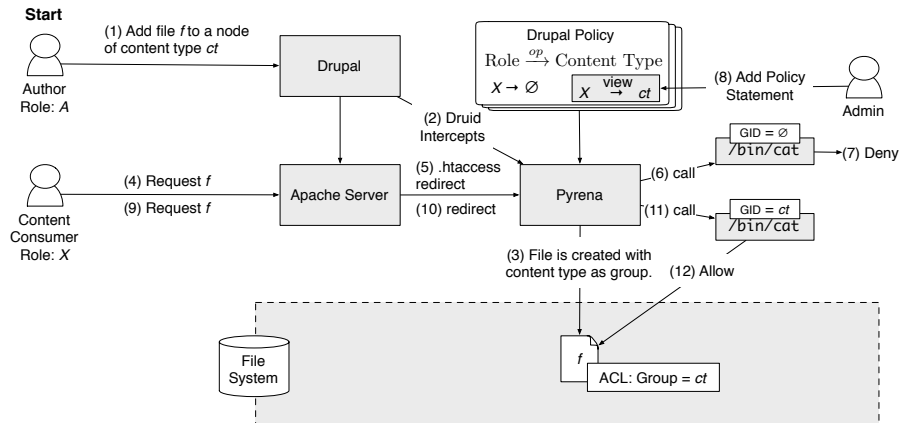 Start
(1) Add file f to a node
of content type ct
Author
Role: A
Drupal
Drupal Policy
Role op→ Content Type
X → ∅
X view→ ct
(8) Add Policy
Statement
Admin
(2) Druid
Intercepts
(4) Request f
(9) Request f
Content
Consumer
Role: X
Apache Server
(5) .htaccess
redirect
(10) redirect
Pyrena
(6) call
GID = ∅
/bin/cat
(7) Deny
(11) call
GID = ct
/bin/cat
(3) File is created with
content type as group.
(12) Allow
File
System
f
ACL: Group = ct